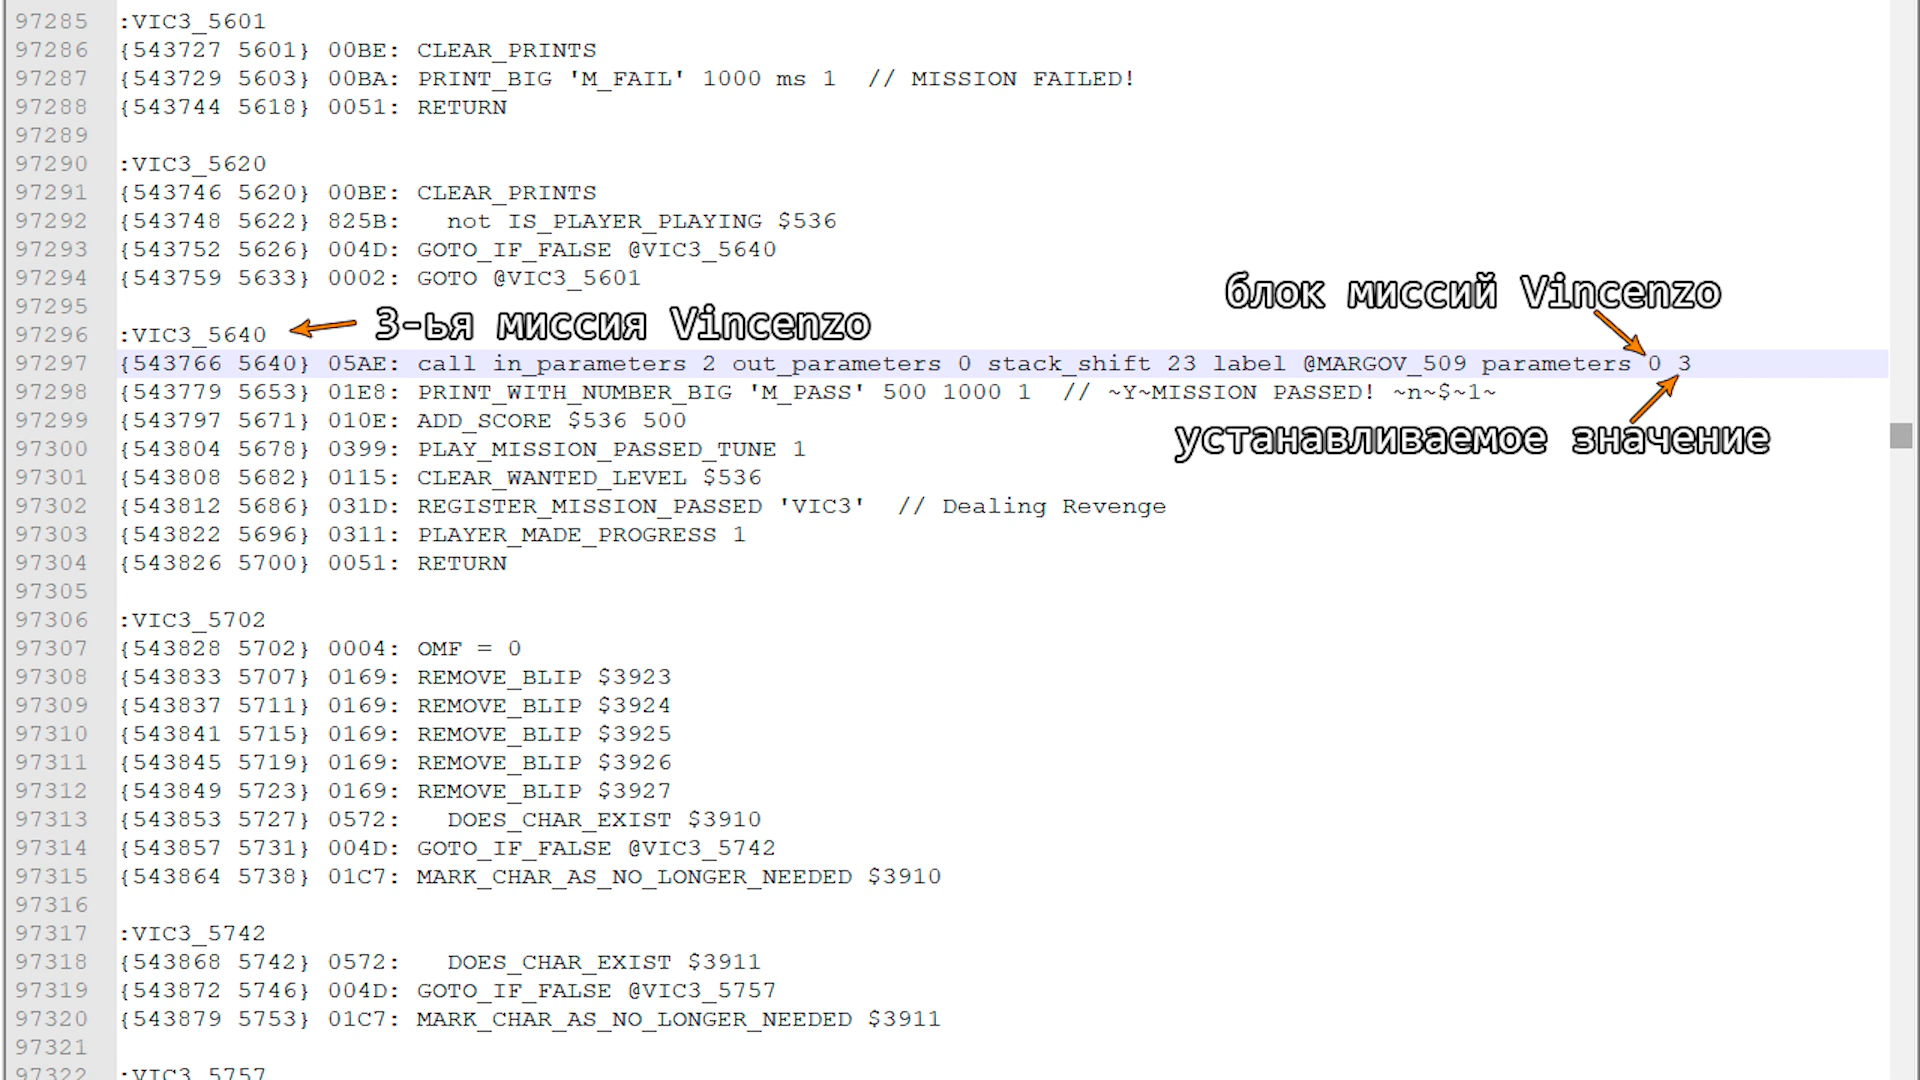 97285 :VIC3_5601
97286 {543727 5601} 00BE: CLEAR_PRINTS
97287 {543729 5603} 00BA: PRINT_BIG 'M_FAIL' 1000 ms 1  // MISSION FAILED!
97288 {543744 5618} 0051: RETURN
97289
97290 :VIC3_5620
97291 {543746 5620} 00BE: CLEAR_PRINTS
97292 {543748 5622} 825B:   not IS_PLAYER_PLAYING $536
97293 {543752 5626} 004D: GOTO_IF_FALSE @VIC3_5640
97294 {543759 5633} 0002: GOTO @VIC3_5601
блок миссий Vincenzo
97295
97296 :VIC3_5640 3-ья миссия Vincenzo
97297 {543766 5640} 05AE: call in_parameters 2 out_parameters 0 stack_shift 23 label @MARGOV_509 parameters 0 3
97298 {543779 5653} 01E8: PRINT_WITH_NUMBER_BIG 'M_PASS' 500 1000 1  // ~Y~MISSION PASSED! ~n~$~1~
97299 {543797 5671} 010E: ADD_SCORE $536 500
устанавливаемое значение
97300 {543804 5678} 0399: PLAY_MISSION_PASSED_TUNE 1
97301 {543808 5682} 0115: CLEAR_WANTED_LEVEL $536
97302 {543812 5686} 031D: REGISTER_MISSION_PASSED 'VIC3'  // Dealing Revenge
97303 {543822 5696} 0311: PLAYER_MADE_PROGRESS 1
97304 {543826 5700} 0051: RETURN
97305
97306 :VIC3_5702
97307 {543828 5702} 0004: OMF = 0
97308 {543833 5707} 0169: REMOVE_BLIP $3923
97309 {543837 5711} 0169: REMOVE_BLIP $3924
97310 {543841 5715} 0169: REMOVE_BLIP $3925
97311 {543845 5719} 0169: REMOVE_BLIP $3926
97312 {543849 5723} 0169: REMOVE_BLIP $3927
97313 {543853 5727} 0572:   DOES_CHAR_EXIST $3910
97314 {543857 5731} 004D: GOTO_IF_FALSE @VIC3_5742
97315 {543864 5738} 01C7: MARK_CHAR_AS_NO_LONGER_NEEDED $3910
97316
97317 :VIC3_5742
97318 {543868 5742} 0572:   DOES_CHAR_EXIST $3911
97319 {543872 5746} 004D: GOTO_IF_FALSE @VIC3_5757
97320 {543879 5753} 01C7: MARK_CHAR_AS_NO_LONGER_NEEDED $3911
97321
97322 :VIC3_5757